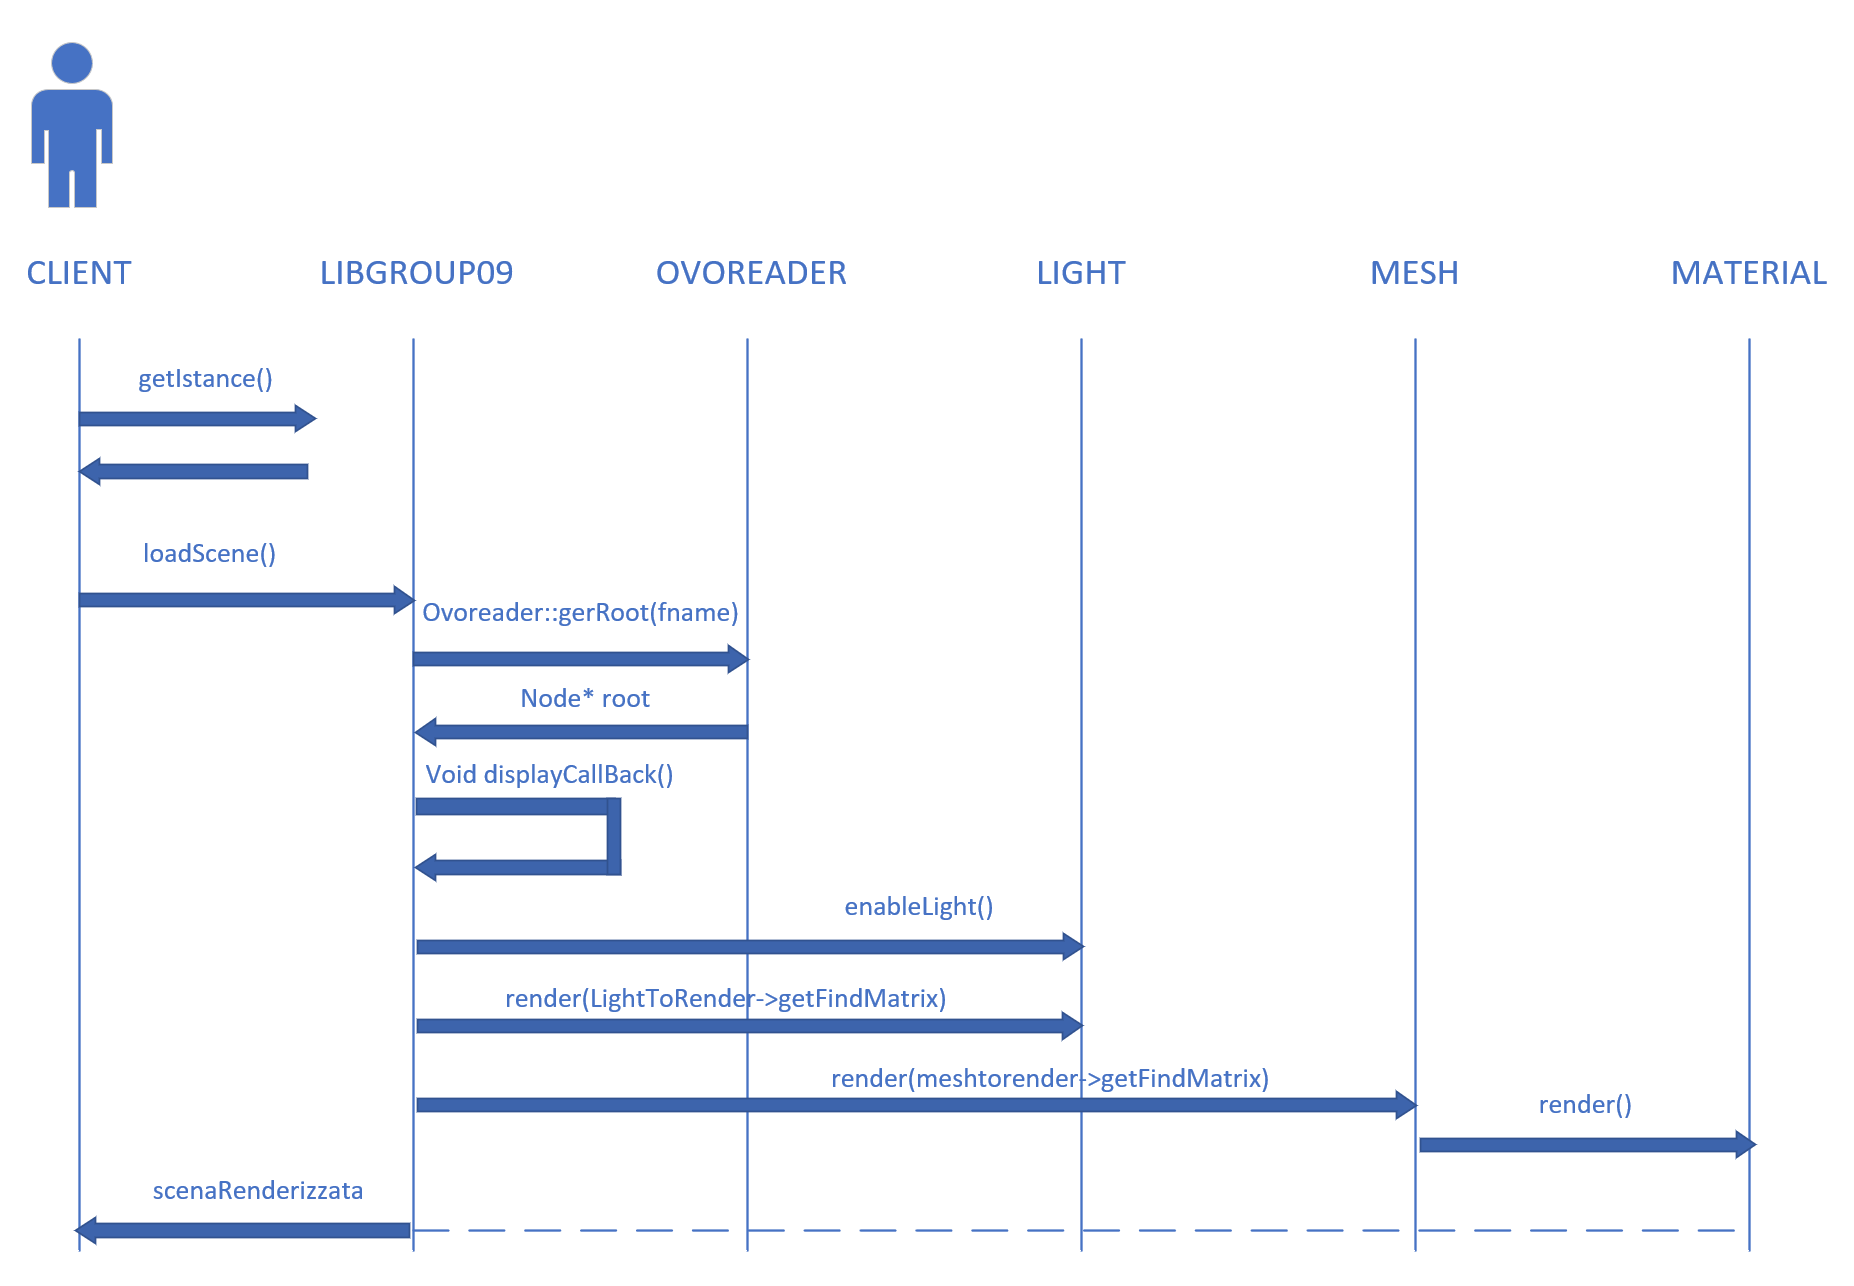 CLIENT LIBGROUP09 OVOREADER LIGHT MESH MATERIAL
getIstance()
loadScene()
Ovoreader::gerRoot(fname)
Node* root
Void displayCallBack()
enableLight()
render(LightToRender->getFindMatrix)
render(meshtorender->getFindMatrix)
render()
scenaRenderizzata